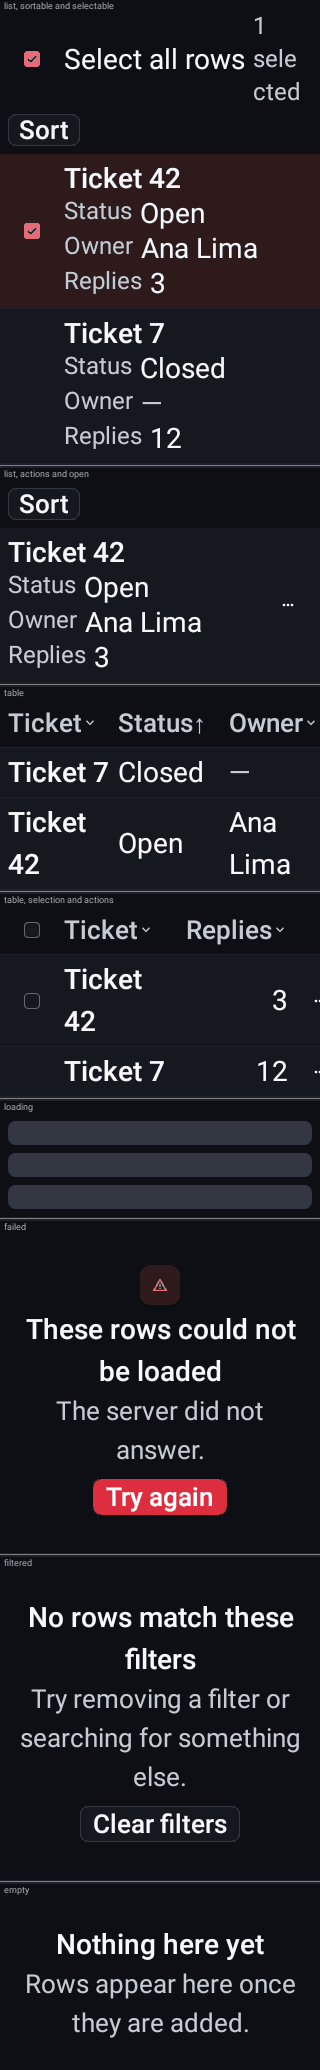 list, sortable and selectable
Select all rows
1
sele
cted
Sort
Ticket 42
Status Open
Owner Ana Lima
Replies 3
Ticket 7
Status Closed
Owner —
Replies 12
list, actions and open
Sort
Ticket 42
Status Open
Owner Ana Lima
Replies 3
...
table
Ticket Status↑ Owner
Ticket 7 Closed —
Ticket
42
Open
Ana
Lima
table, selection and actions
Ticket Replies
Ticket
42
3
Ticket 7 12
loading
failed
These rows could not
be loaded
The server did not
answer.
Try again
filtered
No rows match these
filters
Try removing a filter or
searching for something
else.
Clear filters
empty
Nothing here yet
Rows appear here once
they are added.